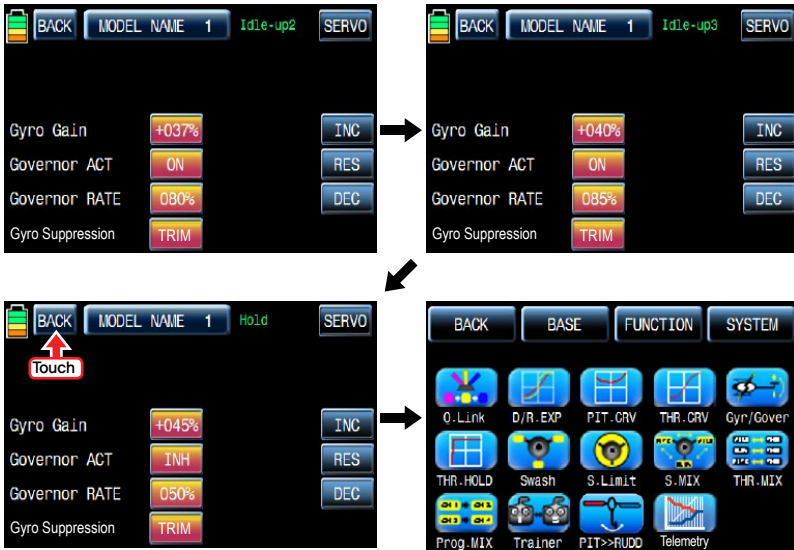 BACK MODEL NAME 1 Idle-up2 SERVO
Gyro Gain +037% INC
Governor ACT ON RES
Governor RATE 080% DEC
Gyro Suppression TRIM
BACK MODEL NAME 1 Idle-up3 SERVO
Gyro Gain +040% INC
Governor ACT ON RES
Governor RATE 085% DEC
Gyro Suppression TRIM
BACK MODEL NAME 1 Hold SERVO
Touch
Gyro Gain +045% INC
Governor ACT INH RES
Governor RATE 050% DEC
Gyro Suppression TRIM
BACK BASE FUNCTION SYSTEM
Q.Link D/R.EXP PIT.CRV THR.CRV Gyr/Gover
THR.HOLD Swash S.Limit S.MIX THR.MIX
CH1 CH2
CH3 CH4
Prog.MIX Trainer PIT>>RUDD Telemetry